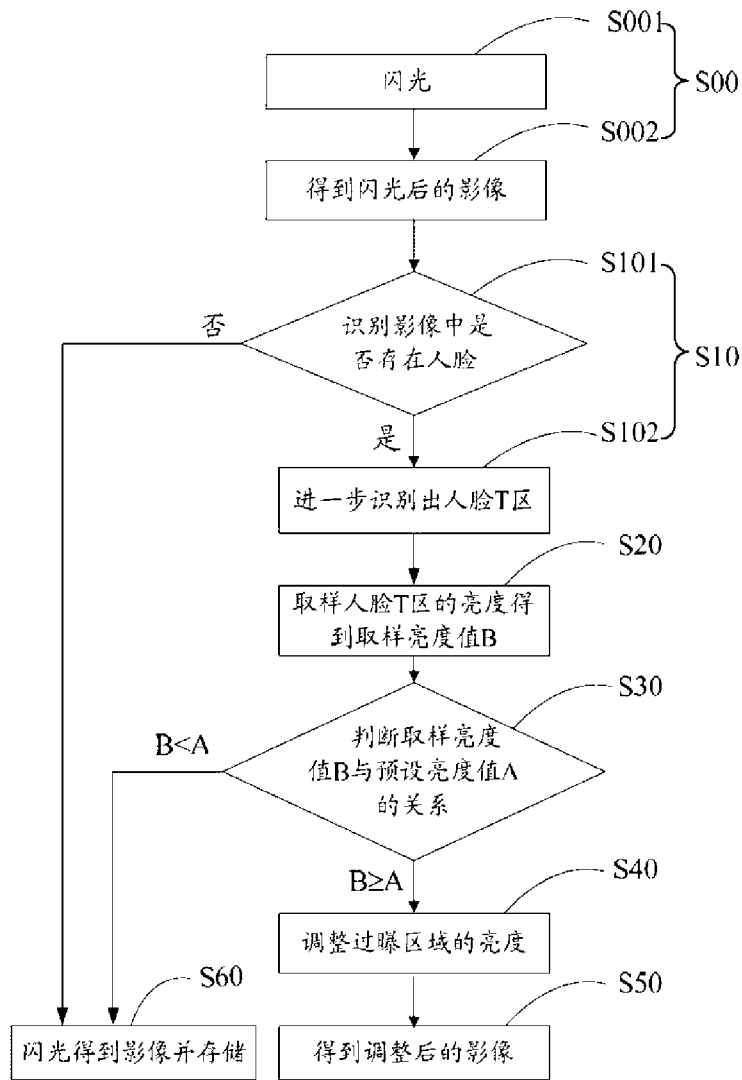 S001
闪光
S00
S002
得到闪光后的影像
S101
否
识别影像中是
否存在人脸
S10
是
S102
进一步识别出人脸T区
S20
取样人脸T区的亮度得
到取样亮度值B
S30
B<A
判断取样亮度
值B与预设亮度值A
的关系
B≥A
S40
调整过曝区域的亮度
S60
S50
闪光得到影像并存储
得到调整后的影像